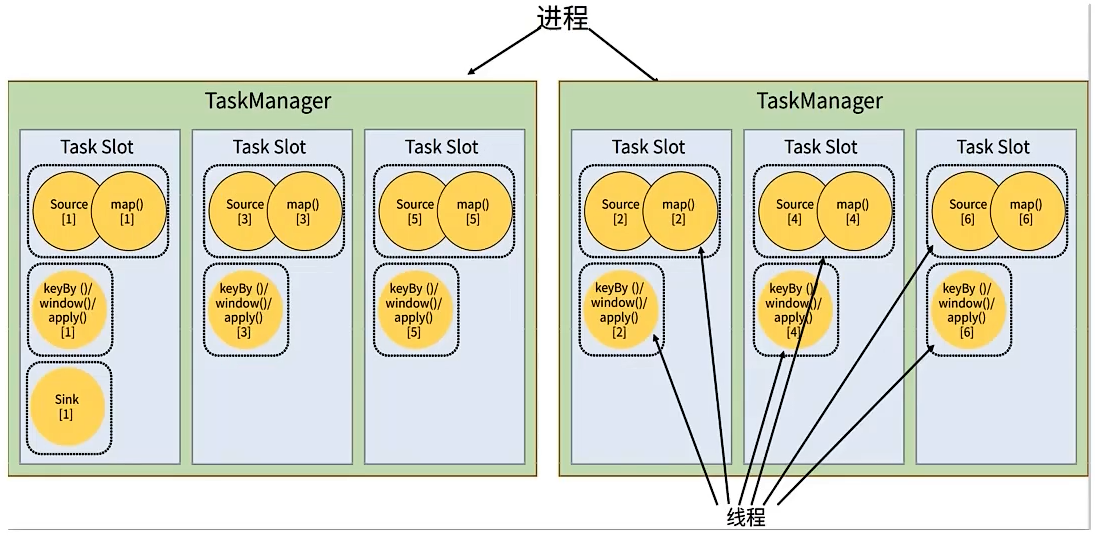 进程
TaskManager
Task Slot
Source
[1]
map()
[1]
keyBy ()/
window()/
apply()
[1]
Sink
[1]
Task Slot
Source
[3]
map()
[3]
keyBy ()/
window()/
apply()
[3]
Task Slot
Source
[5]
map()
[5]
keyBy ()/
window()/
apply()
[5]
TaskManager
Task Slot
Source
[2]
map()
[2]
keyBy ()/
window()/
apply()
[2]
Task Slot
Source
[4]
map()
[4]
keyBy ()/
window()/
apply()
[4]
Task Slot
Source
[6]
map()
[6]
keyBy ()/
window()/
apply()
[6]
线程